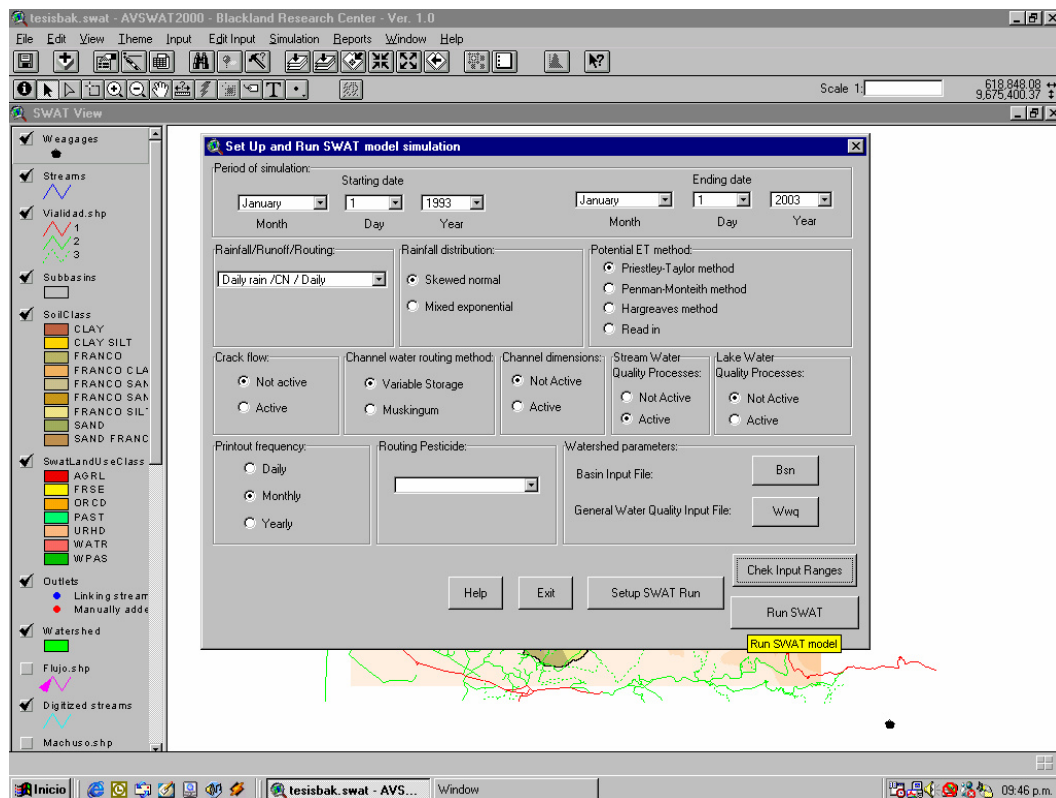 tesisbak.swat - AVSWAT2000 - Blackland Research Center - Ver. 1.0
File Edit View Theme Input Edit Input Simulation Reports Window Help
Scale 1: 618,848.08
9,675,400.37
SWAT View
Weagages
Streams
Vialidad.shp
1
2
3
Subbasins
SoilClass
CLAY
CLAY SILT
FRANCO
FRANCO CLA
FRANCO SAN
FRANCO SAN
FRANCO SIL
SAND
SAND FRANC
SwatLandUseClass
AGRL
FRSE
ORCD
PAST
URHD
WATR
WPAS
Outlets
Linking stream
Manually adde
Watershed
Flujo.shp
Digitized streams
Machuso.shp
Set Up and Run SWAT model simulation
Period of simulation:
Starting date
January 1 1993
Month Day Year
Ending date
January 1 2003
Month Day Year
Rainfall/Runoff/Routing:
Daily rain /CN / Daily
Rainfall distribution:
Skewed normal
Mixed exponential
Potential ET method:
Priestley-Taylor method
Penman-Monteith method
Hargreaves method
Read in
Crack flow:
Not active
Active
Channel water routing method:
Variable Storage
Muskingum
Channel dimensions:
Not Active
Active
Stream Water
Quality Processes:
Not Active
Active
Lake Water
Quality Processes:
Not Active
Active
Printout frequency:
Daily
Monthly
Yearly
Routing Pesticide:
Watershed parameters:
Basin Input File: Bsn
General Water Quality Input File: Wwq
Chek Input Ranges
Help Exit Setup SWAT Run Run SWAT
Run SWAT model
Inicio tesisbak.swat - AVS... Window 09:46 p.m.